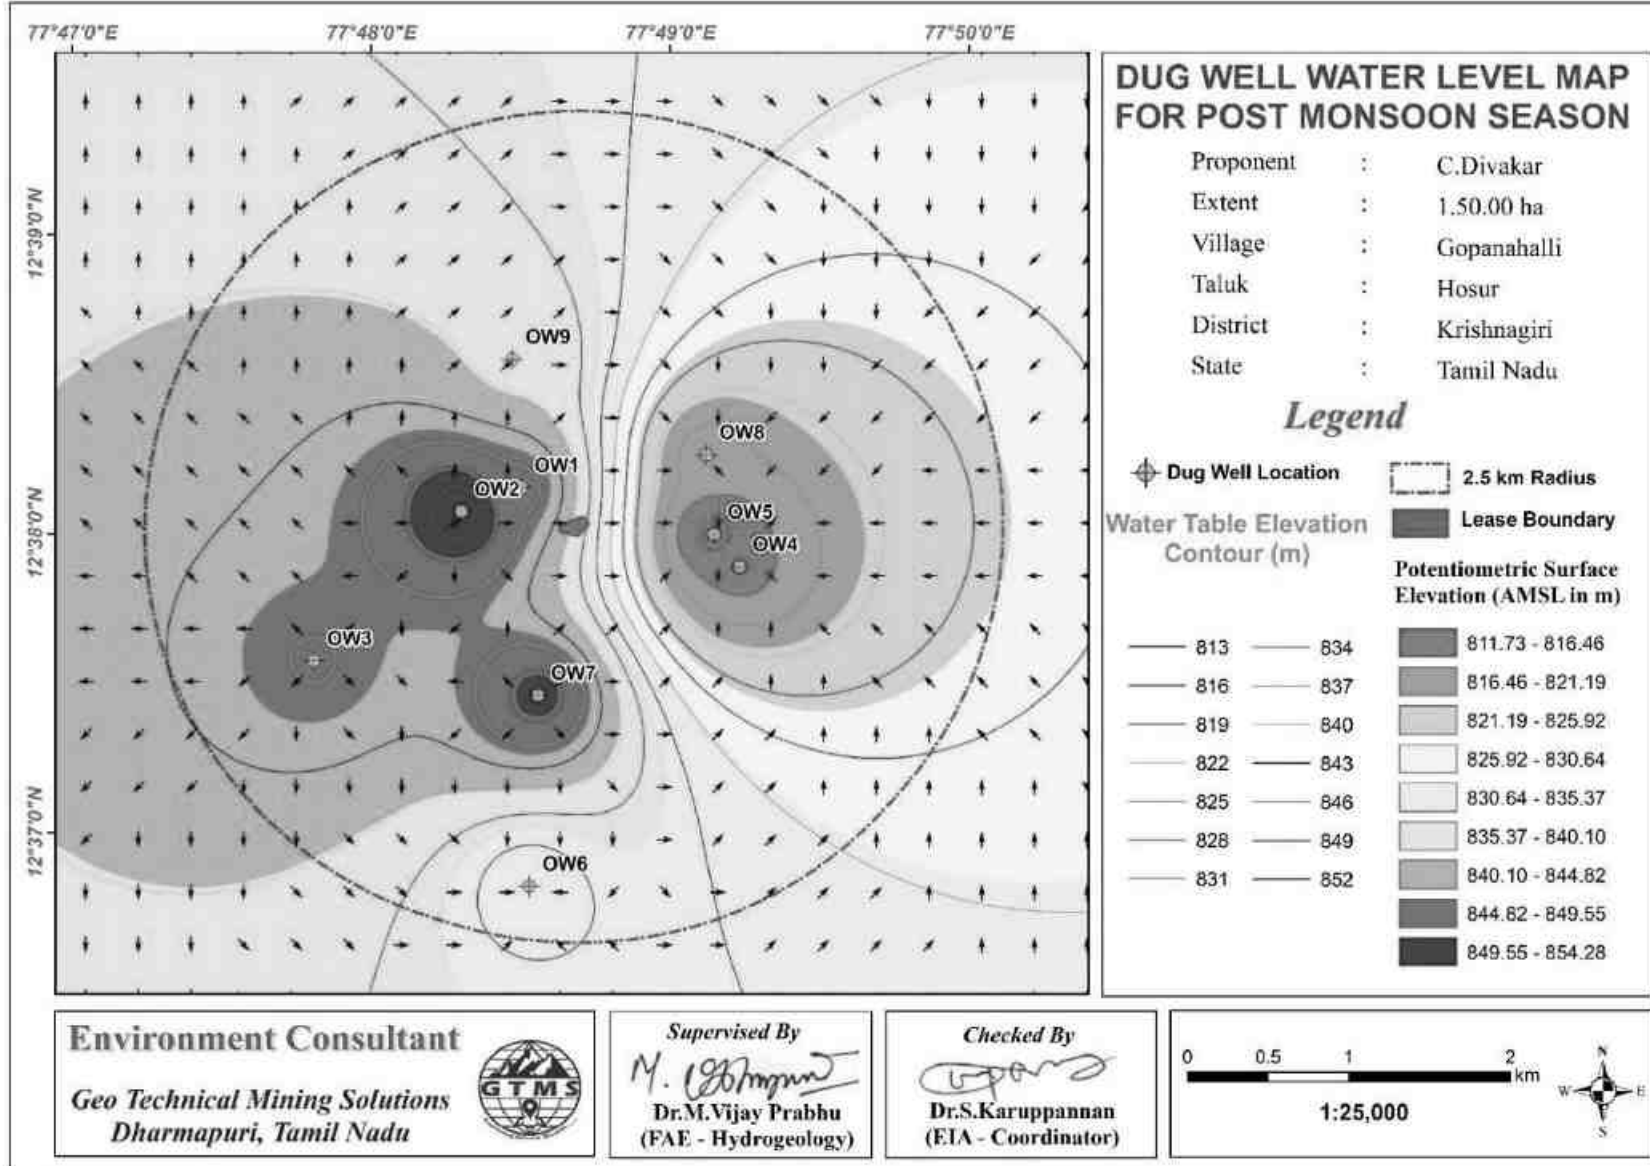 77°47'0"E 77°48'0"E 77°49'0"E 77°50'0"E
12°39'0"N
12°38'0"N
12°37'0"N
OW9
OW8
OW1
OW2
OW5
OW4
OW3
OW7
OW6
DUG WELL WATER LEVEL MAP
FOR POST MONSOON SEASON
Proponent : C.Divakar
Extent : 1.50.00 ha
Village : Gopanahalli
Taluk : Hosur
District : Krishnagiri
State : Tamil Nadu
Legend
Dug Well Location
2.5 km Radius
Lease Boundary
Water Table Elevation
Contour (m)
813 834
816 837
819 840
822 843
825 846
828 849
831 852
Potentiometric Surface
Elevation (AMSL in m)
811.73 - 816.46
816.46 - 821.19
821.19 - 825.92
825.92 - 830.64
830.64 - 835.37
835.37 - 840.10
840.10 - 844.82
844.82 - 849.55
849.55 - 854.28
Environment Consultant
Geo Technical Mining Solutions
Dharmapuri, Tamil Nadu
GTMS
Supervised By
Dr.M.Vijay Prabhu
(FAE - Hydrogeology)
Checked By
Dr.S.Karuppannan
(EIA - Coordinator)
0 0.5 1 2
km
1:25,000
N
W E
S